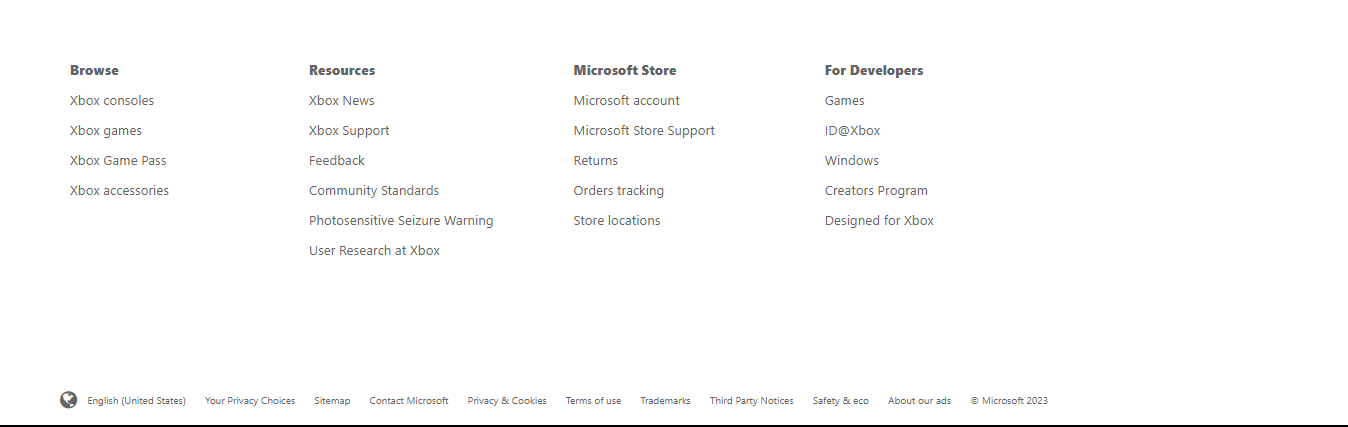 Browse
Xbox consoles
Xbox games
Xbox Game Pass
Xbox accessories
Resources
Xbox News
Xbox Support
Feedback
Community Standards
Photosensitive Seizure Warning
User Research at Xbox
Microsoft Store
Microsoft account
Microsoft Store Support
Returns
Orders tracking
Store locations
For Developers
Games
ID@Xbox
Windows
Creators Program
Designed for Xbox
English (United States) Your Privacy Choices Sitemap Contact Microsoft Privacy & Cookies Terms of use Trademarks Third Party Notices Safety & eco About our ads © Microsoft 2023